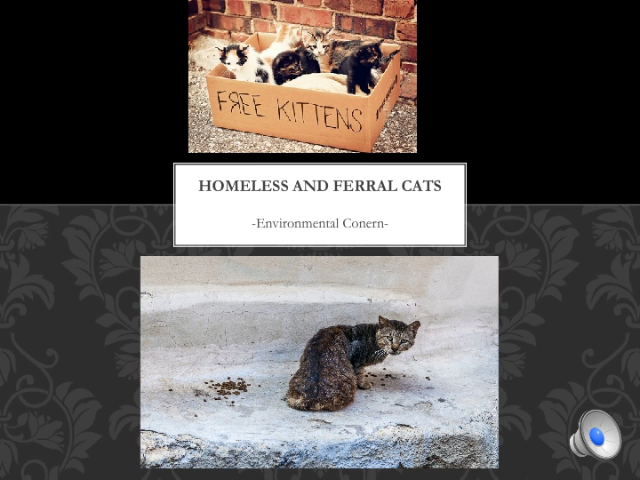 FREE KITTENS
HOMELESS AND FERRAL CATS
-Environmental Conern-